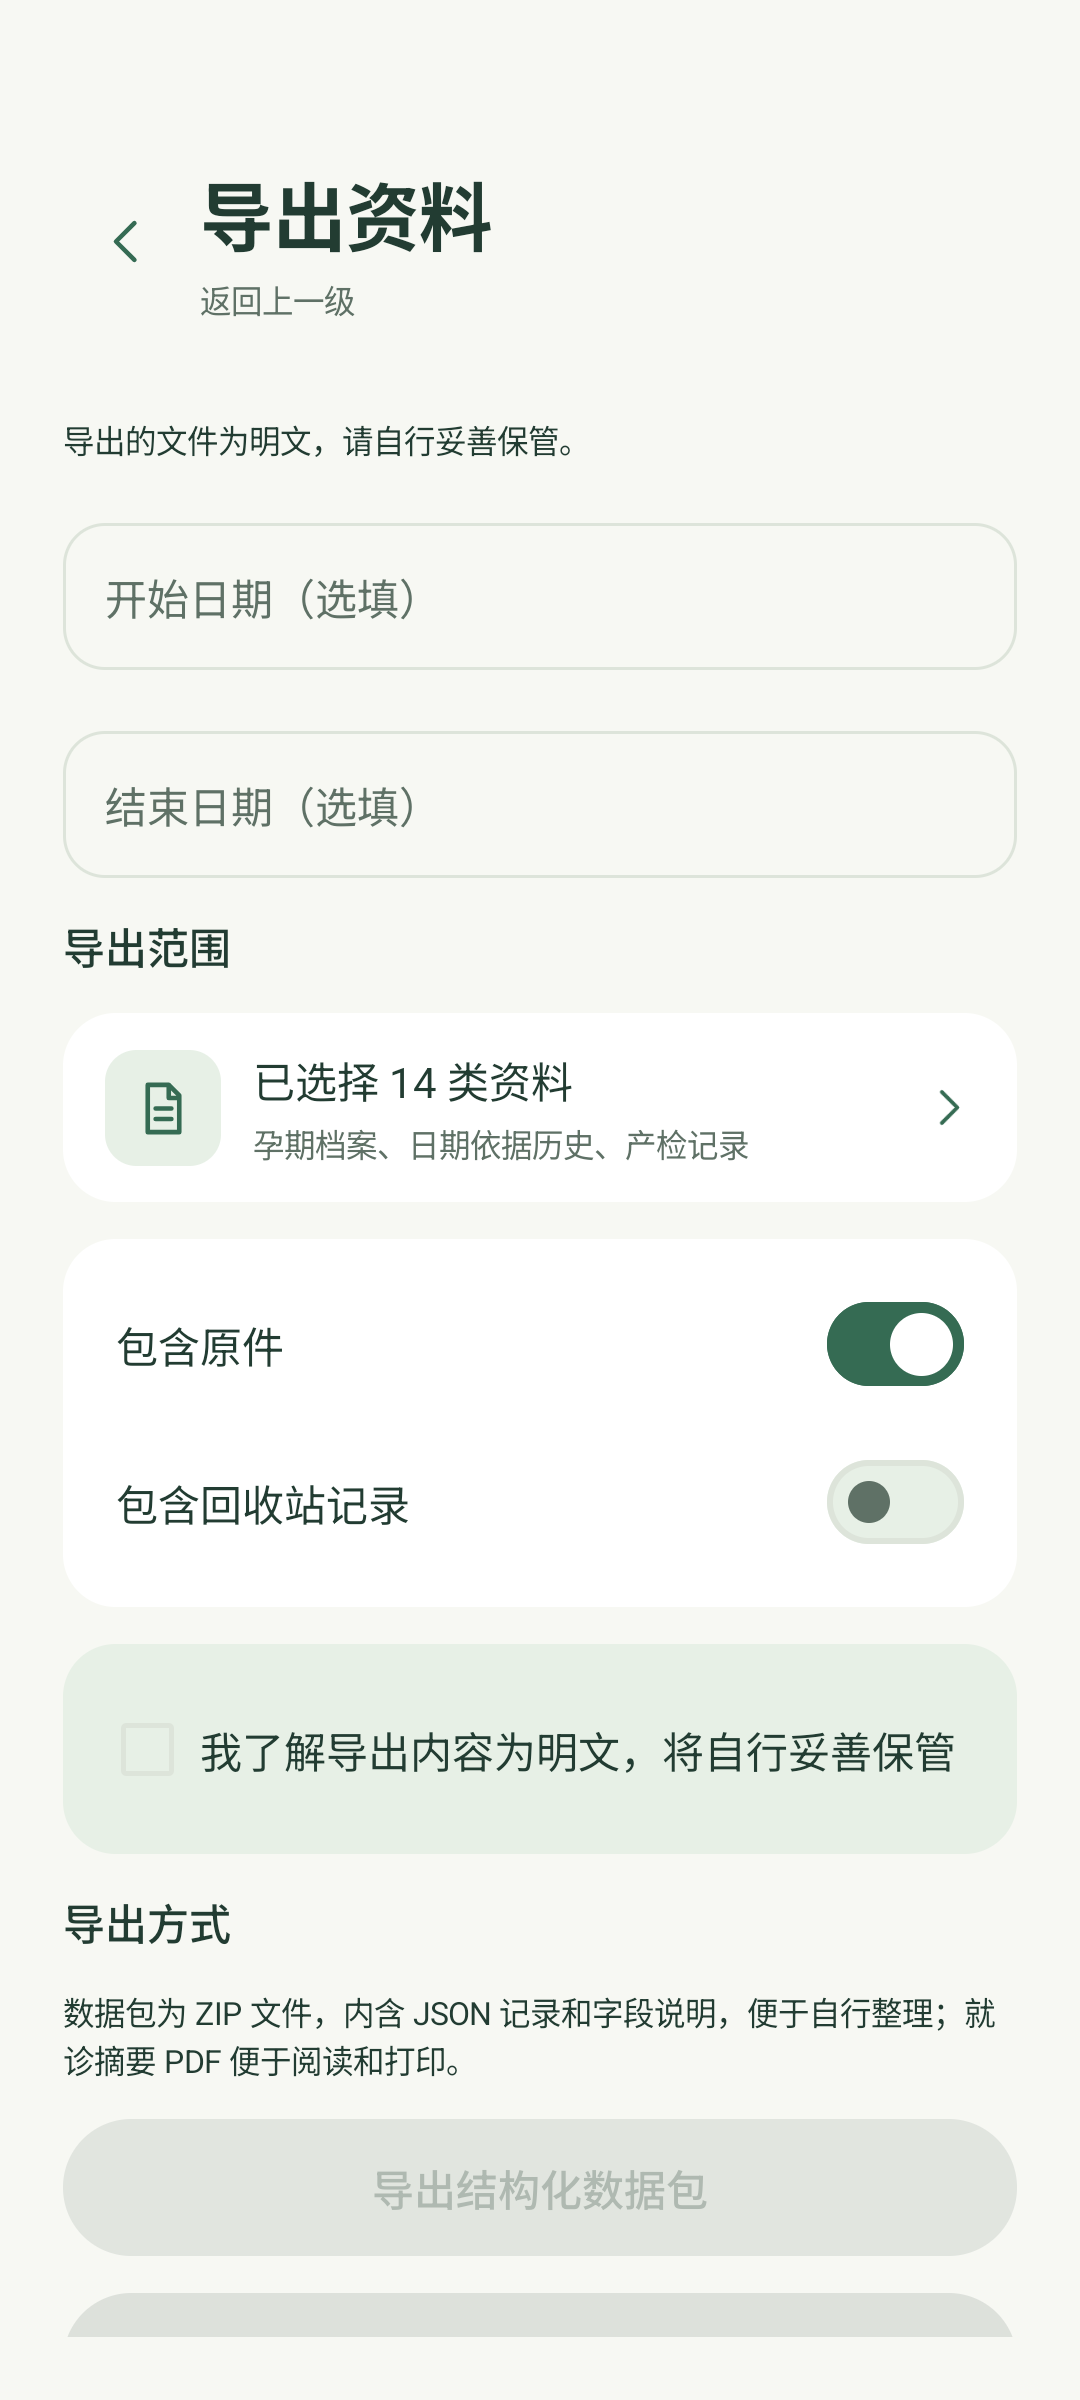 导出资料
返回上一级
导出的文件为明文，请自行妥善保管。
开始日期（选填）
结束日期（选填）
导出范围
已选择 14 类资料
孕期档案、日期依据历史、产检记录
包含原件
包含回收站记录
我了解导出内容为明文，将自行妥善保管
导出方式
数据包为 ZIP 文件，内含 JSON 记录和字段说明，便于自行整理；就
诊摘要 PDF 便于阅读和打印。
导出结构化数据包